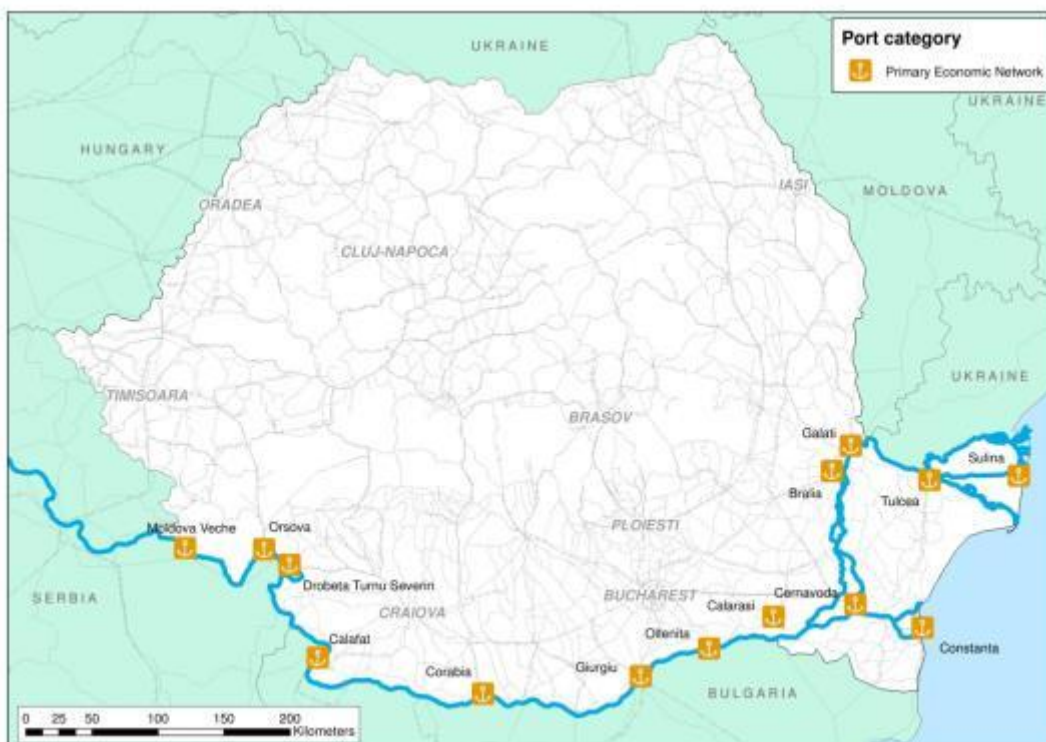 UKRAINE
Port category
Primary Economic Network
UKRAINE
HUNGARY
IASI
MOLDOVA
ORADEA
CLUJ-NAPOCA
UKRAINE
TIMISOARA
BRASOV
Galati
Sulina
Bralia
Tulcea
Moldova Veche
Orsova
PLOIESTI
Drobeta Turnu Severin
SERBIA
BUCHAREST
Cernavoda
CRAIOVA
Calarasi
Calafat
Oltenita
Constanta
Corabia
Giurgiu
BULGARIA
0 25 50 100 150 200
Kilometers